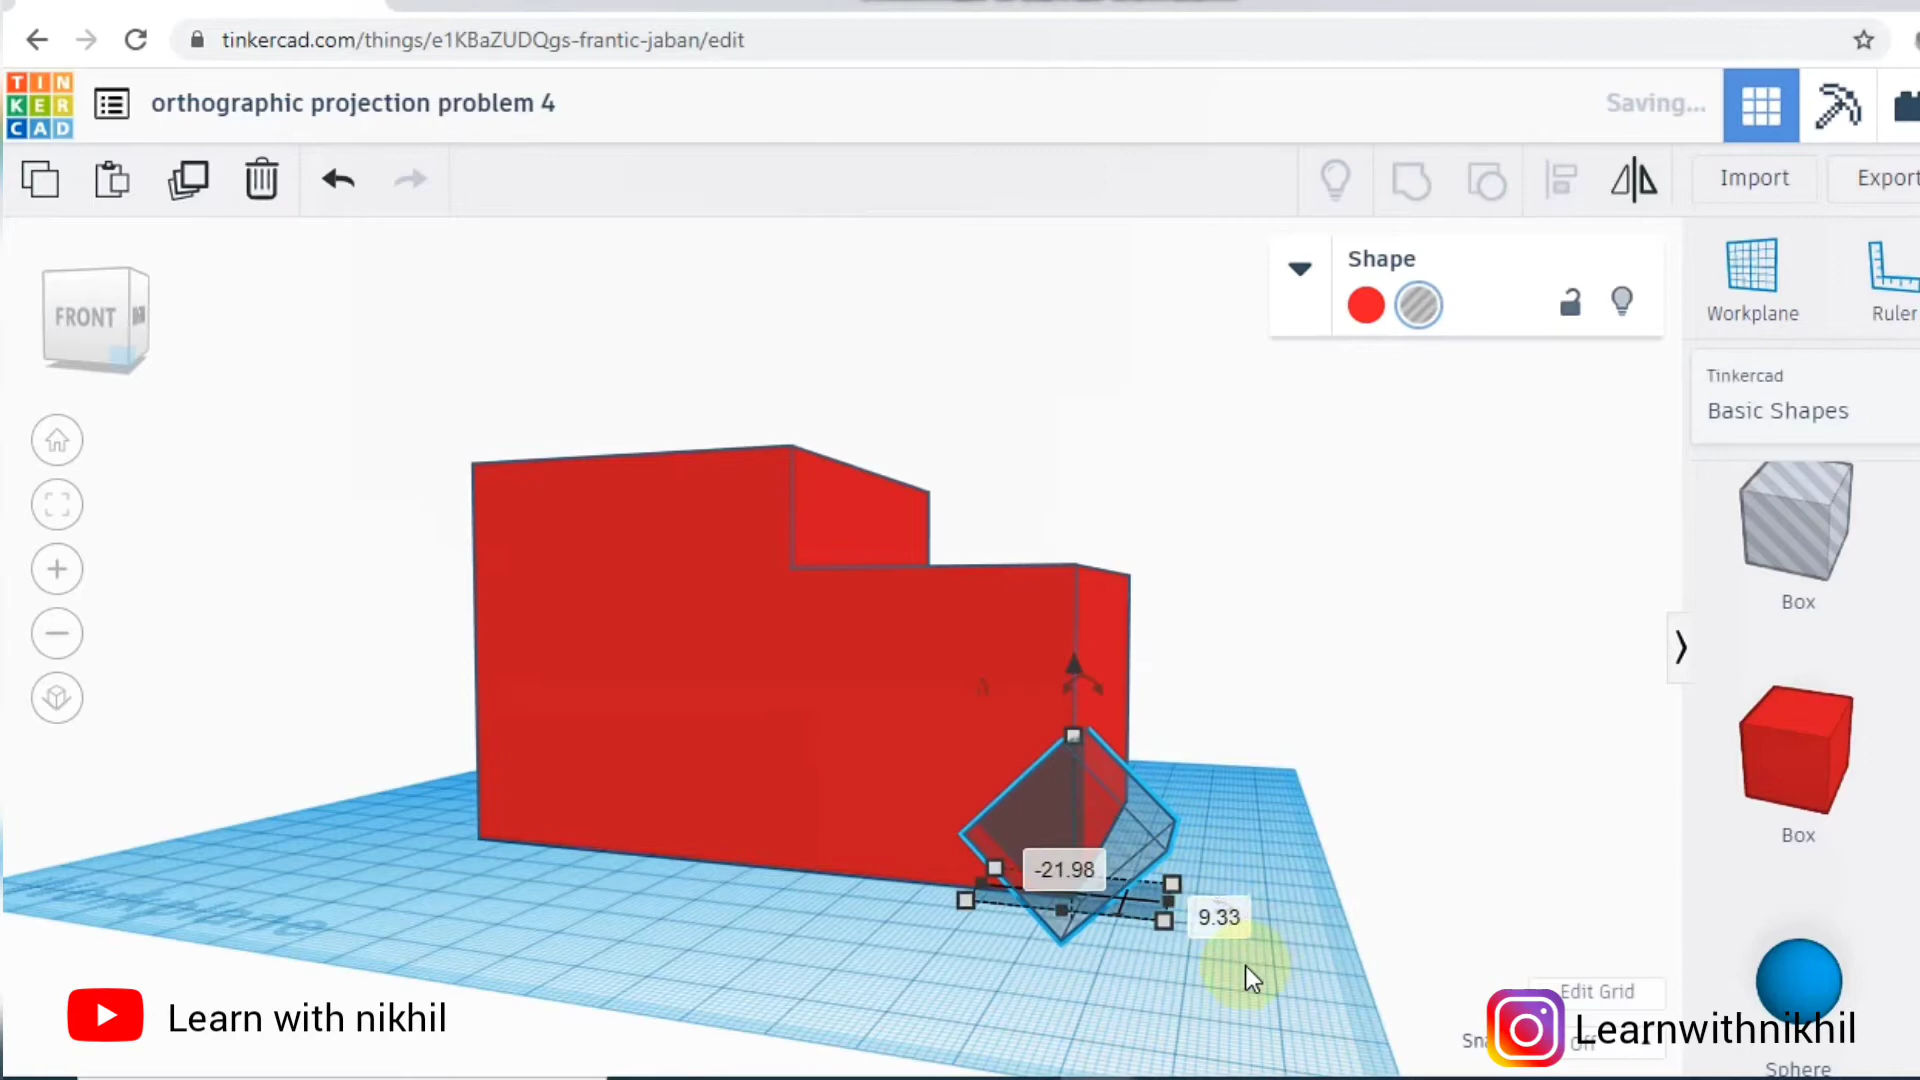 tinkercad.com/things/e1KBaZUDQgs-frantic-jaban/edit
TIN
KER
CAD
orthographic projection problem 4
Saving...
Import
Export
FRONT
Shape
Workplane
Ruler
Tinkercad
Basic Shapes
Box
Box
-21.98
9.33
Edit Grid
Learn with nikhil
Learnwithnikhil
Sphere